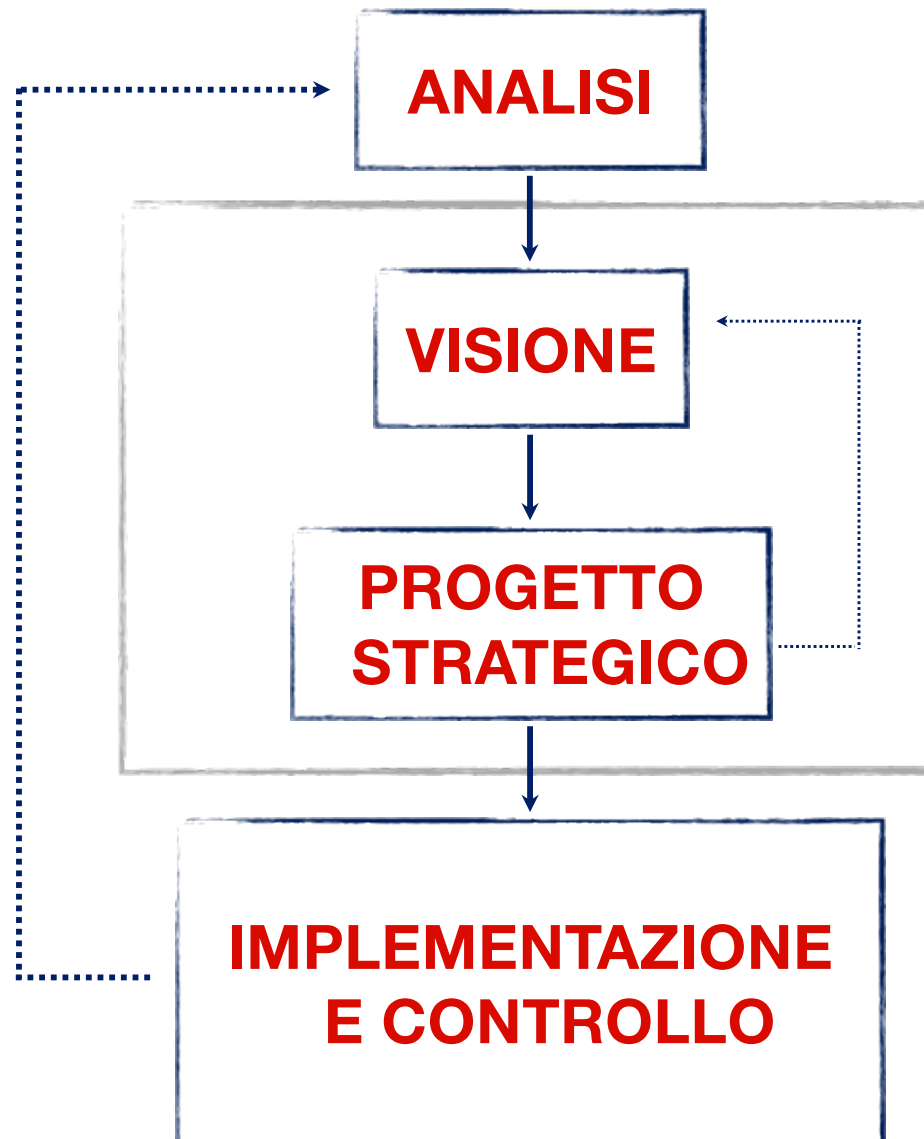 ANALISI
VISIONE
PROGETTO
STRATEGICO
IMPLEMENTAZIONE
E CONTROLLO